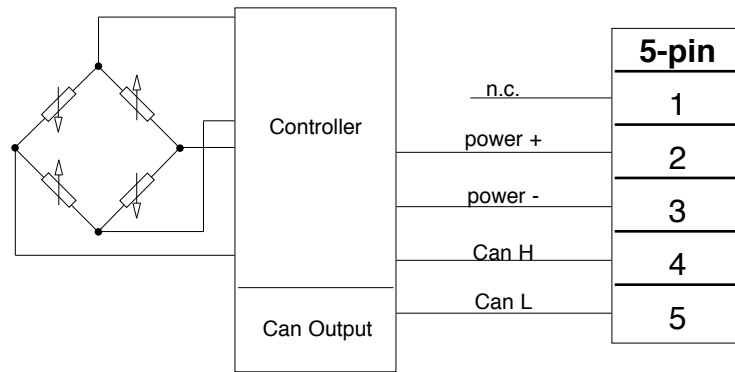 5-pin
n.c.
1
Controller
power +
2
power -
3
Can H
4
Can L
5
Can Output